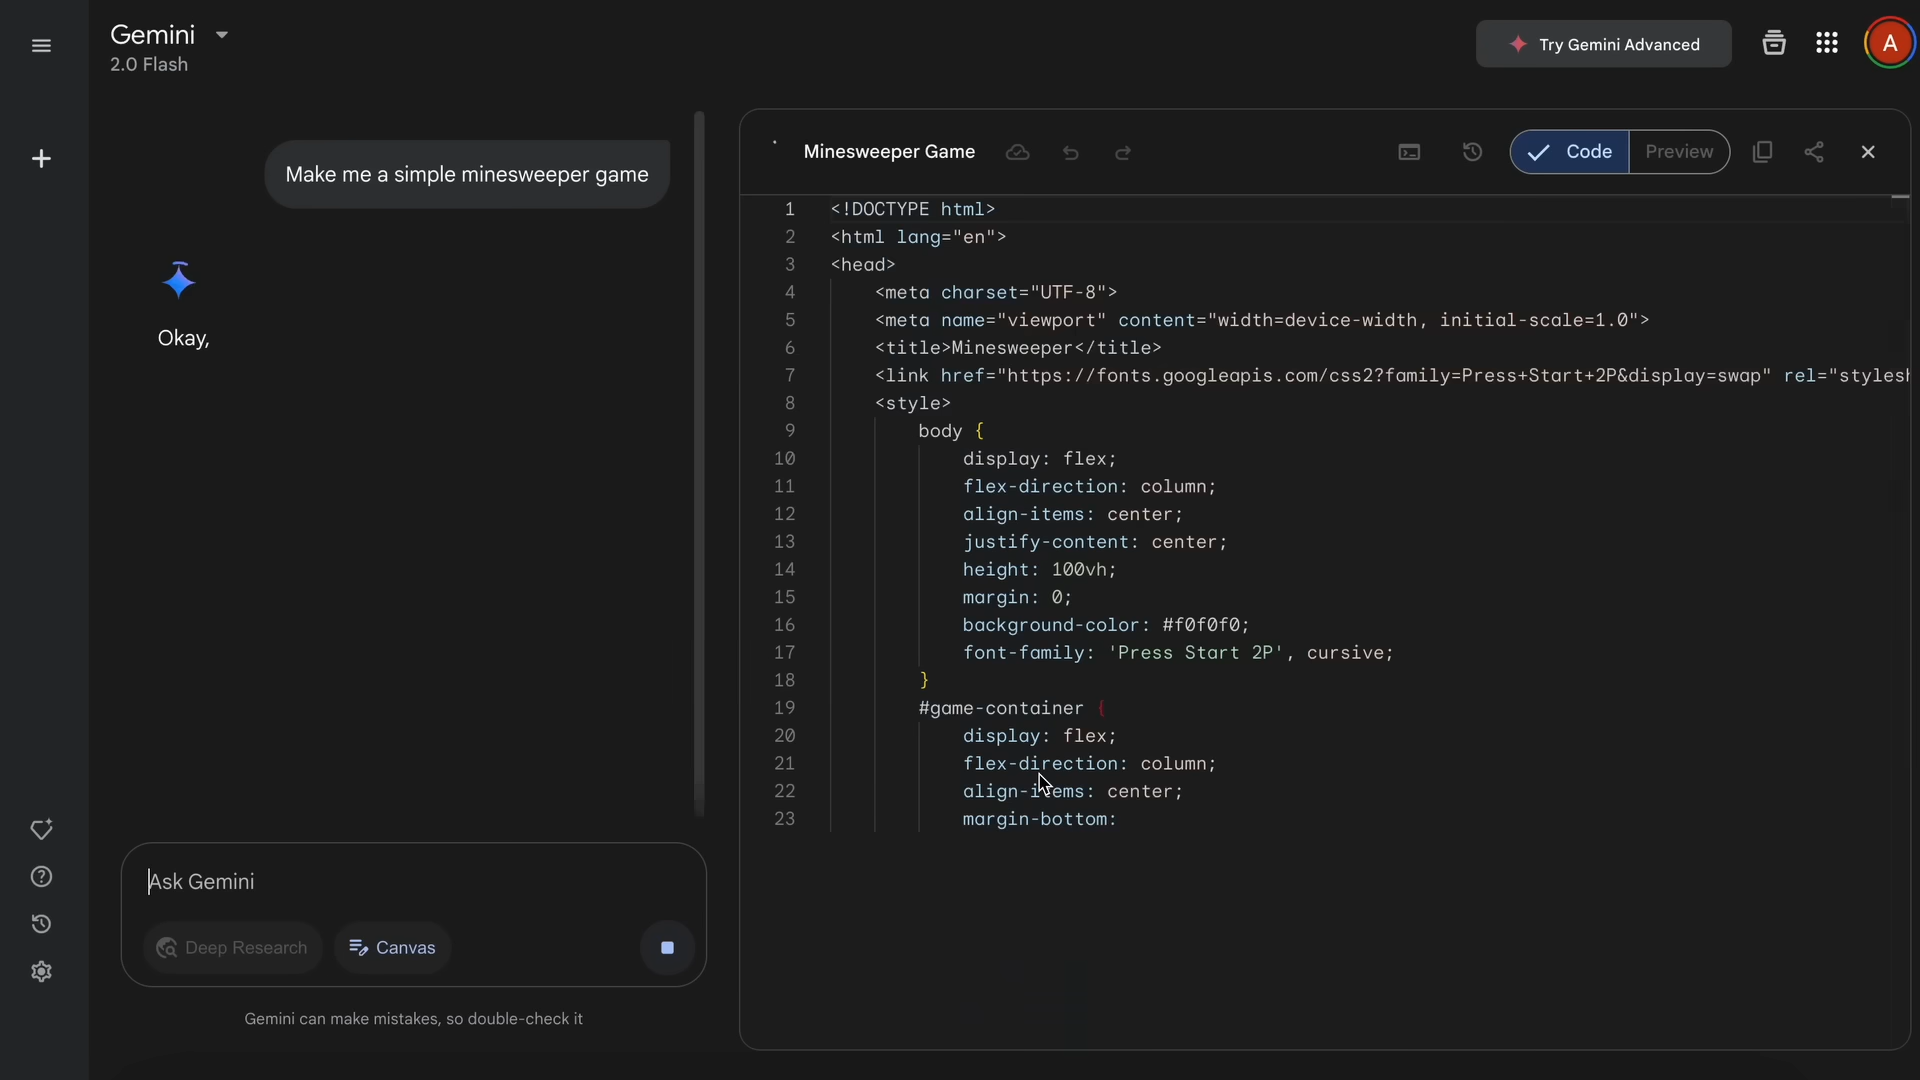 Gemini
2.0 Flash
Try Gemini Advanced
A
Make me a simple minesweeper game
Okay,
Ask Gemini
Deep Research
Canvas
Gemini can make mistakes, so double-check it
Minesweeper Game
Code
Preview
1 <!DOCTYPE html>
2 <html lang="en">
3 <head>
4 <meta charset="UTF-8">
5 <meta name="viewport" content="width=device-width, initial-scale=1.0">
6 <title>Minesweeper</title>
7 <link href="https://fonts.googleapis.com/css2?family=Press+Start+2P&display=swap" rel="stylesh
8 <style>
9 body {
10 display: flex;
11 flex-direction: column;
12 align-items: center;
13 justify-content: center;
14 height: 100vh;
15 margin: 0;
16 background-color: #f0f0f0;
17 font-family: 'Press Start 2P', cursive;
18 }
19 #game-container {
20 display: flex;
21 flex-direction: column;
22 align-items: center;
23 margin-bottom: